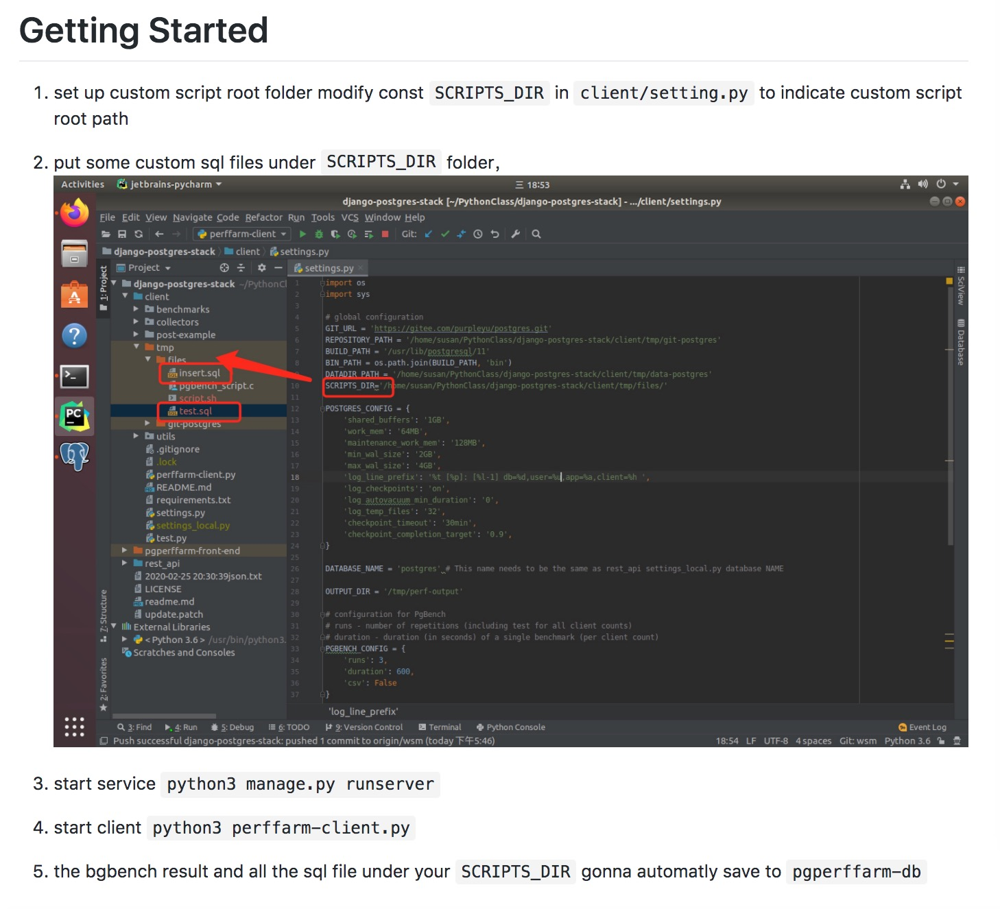 Getting Started
1. set up custom script root folder modify const SCRIPTS_DIR in client/setting.py to indicate custom script
root path
2. put some custom sql files under SCRIPTS_DIR folder,
Activities jetbrains-pycharm 三 18:53
django-postgres-stack [~/PythonClass/django-postgres-stack] - .../client/settings.py
File Edit View Navigate Code Refactor Run Tools VCS Window Help
perffarm-client Git:
django-postgres-stack client settings.py
Project settings.py
1: Project
django-postgres-stack ~/PythonCl
client
benchmarks
collectors
post-example
tmp
files
insert.sql
pgbench_script.c
script.sh
test.sql
git-postgres
utils
.gitignore
.lock
perffarm-client.py
README.md
requirements.txt
settings.py
settings_local.py
test.py
pgperffarm-front-end
rest_api
2020-02-25 20:30:39json.txt
LICENSE
readme.md
update.patch
External Libraries
< Python 3.6 > /usr/bin/python3.
Scratches and Consoles
Z: Structure
2: Favorites
1 import os
2 import sys
3
4 # global configuration
5 GIT_URL = 'https://gitee.com/purpleyu/postgres.git'
6 REPOSITORY_PATH = '/home/susan/PythonClass/django-postgres-stack/client/tmp/git-postgres'
7 BUILD_PATH = '/usr/lib/postgresql/11'
8 BIN_PATH = os.path.join(BUILD_PATH, 'bin')
9 DATADIR_PATH = '/home/susan/PythonClass/django-postgres-stack/client/tmp/data-postgres'
10 SCRIPTS_DIR='/home/susan/PythonClass/django-postgres-stack/client/tmp/files/'
11
12 POSTGRES_CONFIG = {
13 'shared_buffers': '1GB',
14 'work_mem': '64MB',
15 'maintenance_work_mem': '128MB',
16 'min_wal_size': '2GB',
17 'max_wal_size': '4GB',
18 'log_line_prefix': '%t [%p]: [%l-1] db=%d,user=%u,app=%a,client=%h ',
19 'log_checkpoints': 'on',
20 'log_autovacuum_min_duration': '0',
21 'log_temp_files': '32',
22 'checkpoint_timeout': '30min',
23 'checkpoint_completion_target': '0.9',
24 }
25
26 DATABASE_NAME = 'postgres' # This name needs to be the same as rest_api settings_local.py database NAME
27
28 OUTPUT_DIR = '/tmp/perf-output'
29
30 # configuration for PgBench
31 # runs - number of repetitions (including test for all client counts)
32 # duration - duration (in seconds) of a single benchmark (per client count)
33 PGBENCH_CONFIG = {
34 'runs': 3,
35 'duration': 600,
36 'csv': False
37 }
'log_line_prefix'
SciView
Database
3: Find 4: Run 5: Debug 6: TODO 9: Version Control Terminal Python Console Event Log
Push successful django-postgres-stack: pushed 1 commit to origin/wsm (today 下午5:46) 18:54 LF UTF-8 4 spaces Git: wsm Python 3.6
3. start service python3 manage.py runserver
4. start client python3 perffarm-client.py
5. the bgbench result and all the sql file under your SCRIPTS_DIR gonna automatly save to pgperffarm-db